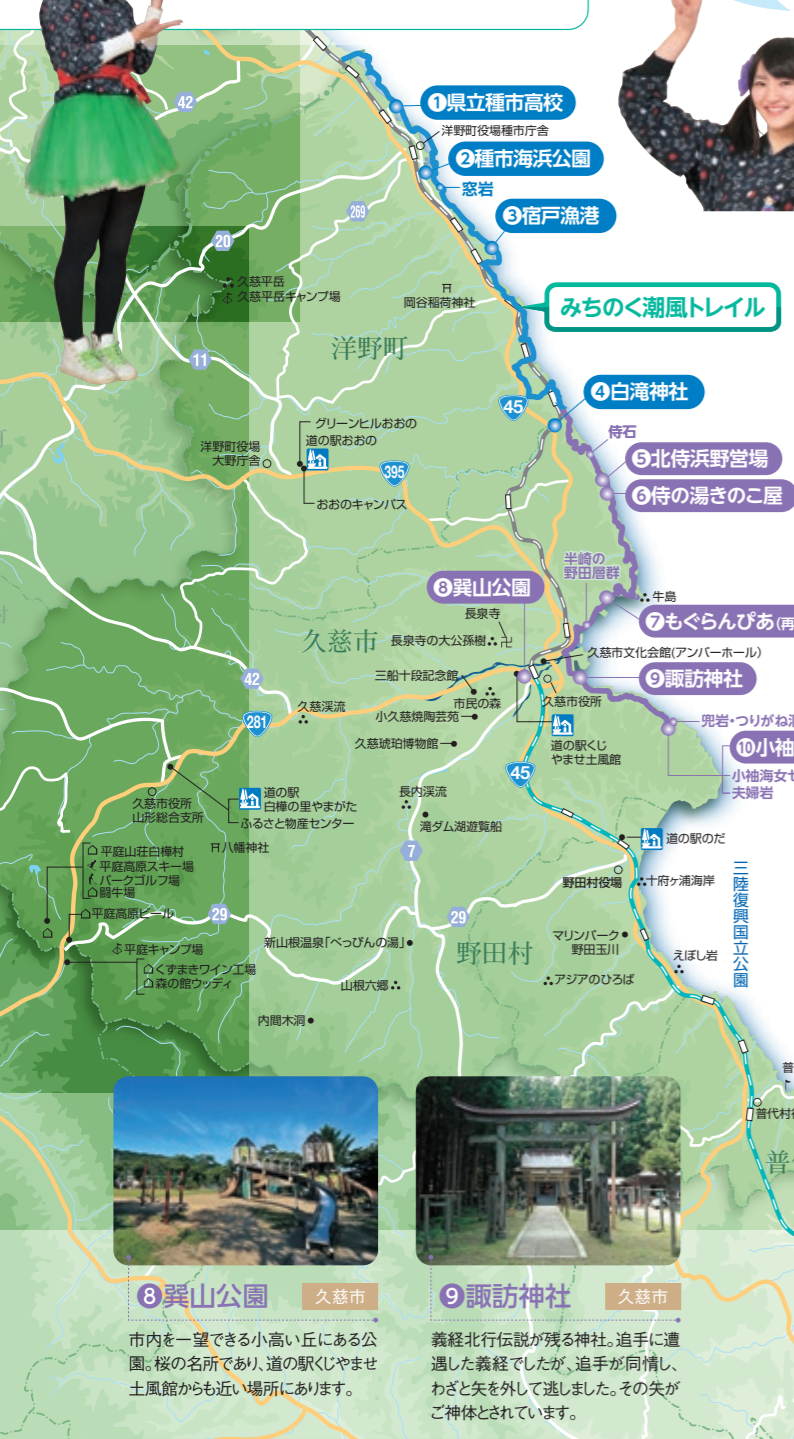 42
❶県立種市高校
洋野町役場種市庁舎
❷種市海浜公園
窓岩
269
❸宿戸漁港
20
久慈平岳
久慈平岳キャンプ場
岡谷稲荷神社
みちのく潮風トレイル
洋野町
11
❹白滝神社
45
侍石
グリーンヒルおおの
道の駅おおの
洋野町役場
大野庁舎
395
❺北侍浜野営場
❻侍の湯きのこ屋
おおのキャンパス
半崎の
野田層群
❽巽山公園
牛島
長泉寺
❼もぐらんぴあ(再
久慈市
長泉寺の大公孫樹
久慈市文化会館(アンバーホール)
三船十段記念館
❾諏訪神社
42
市民の森
久慈市役所
久慈渓流
小久慈焼陶芸苑
兜岩・つりがね洞
281
久慈琥珀博物館
道の駅くじ
やませ土風館
❿小袖
45
小袖海女セ
夫婦岩
久慈市役所
山形総合支所
道の駅
白樺の里やまがた
ふるさと物産センター
長内渓流
滝ダム湖遊覧船
八幡神社
7
道の駅のだ
平庭山荘白樺村
平庭高原スキー場
パークゴルフ場
闘牛場
野田村役場
十府ヶ浦海岸
三陸復興国立公園
平庭高原ビール
29
29
平庭キャンプ場
新山根温泉「べっぴんの湯」
野田村
マリンパーク
野田玉川
えぼし岩
くずまきワイン工場
森の館ウッディ
山根六郷
アジアのひろば
内間木洞
普
普代村役
普代
❽巽山公園
久慈市
市内を一望できる小高い丘にある公
園。桜の名所であり、道の駅くじやませ
土風館からも近い場所にあります。
❾諏訪神社
久慈市
義経北行伝説が残る神社。追手に遭
遇した義経でしたが、追手が同情し、
わざと矢を外して逃しました。その矢が
ご神体とされています。